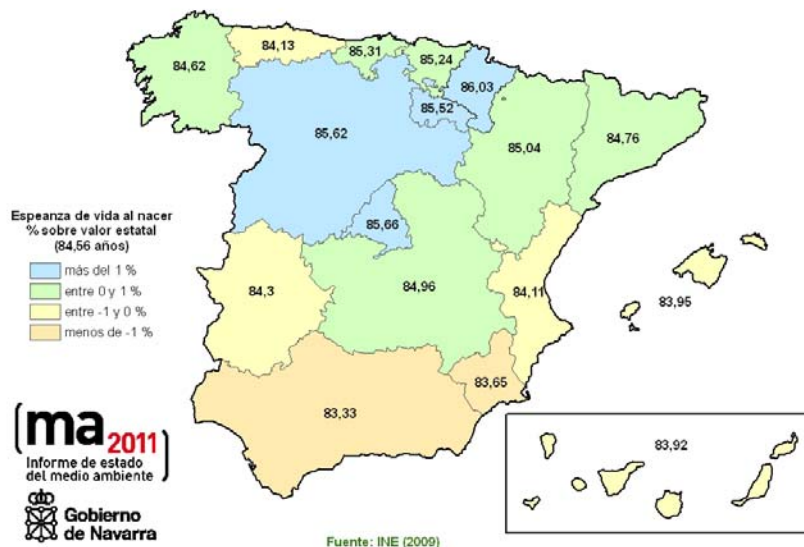 84,13
85,31
85,24
84,62
86,03
85,52
85,62
85,04
84,76
85,66
84,3
84,96
84,11
83,95
83,33
83,65
83,92
Espeanza de vida al nacer
% sobre valor estatal
(84,56 años)
más del 1 %
entre 0 y 1 %
entre -1 y 0 %
menos de -1 %
(ma2011)
Informe de estado
del medio ambiente
Gobierno
de Navarra
Fuente: INE (2009)